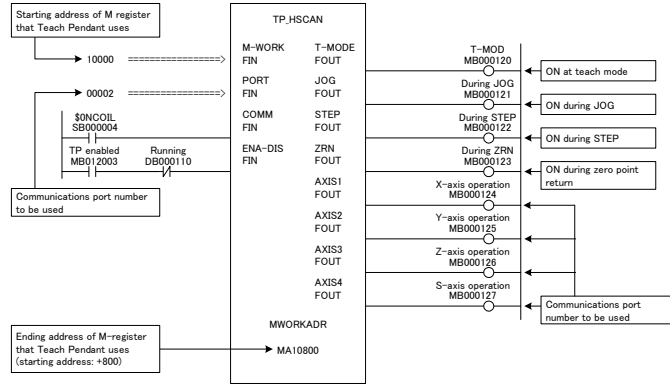 Starting address of M register
that Teach Pendant uses
TP_HSCAN
M-WORK T-MODE
10000 ============⟩ FIN FOUT
T-MOD
MB000120
ON at teach mode
PORT JOG
00002 ============⟩ FIN FOUT
During JOG
MB000121
ON during JOG
$0NCOIL
SB000004
COMM STEP
FIN FOUT
During STEP
MB000122
ON during STEP
TP enabled Running
MB012003 DB000110
ENA-DIS ZRN
FIN FOUT
During ZRN
MB000123
ON during zero point
return
Communications port number
to be used
AXIS1
FOUT
X-axis operation
MB000124
AXIS2
FOUT
Y-axis operation
MB000125
AXIS3
FOUT
Z-axis operation
MB000126
AXIS4
FOUT
S-axis operation
MB000127
Communications port
number to be used
MWORKADR
Ending address of M-register
that Teach Pendant uses
(starting address: +800)
MA10800